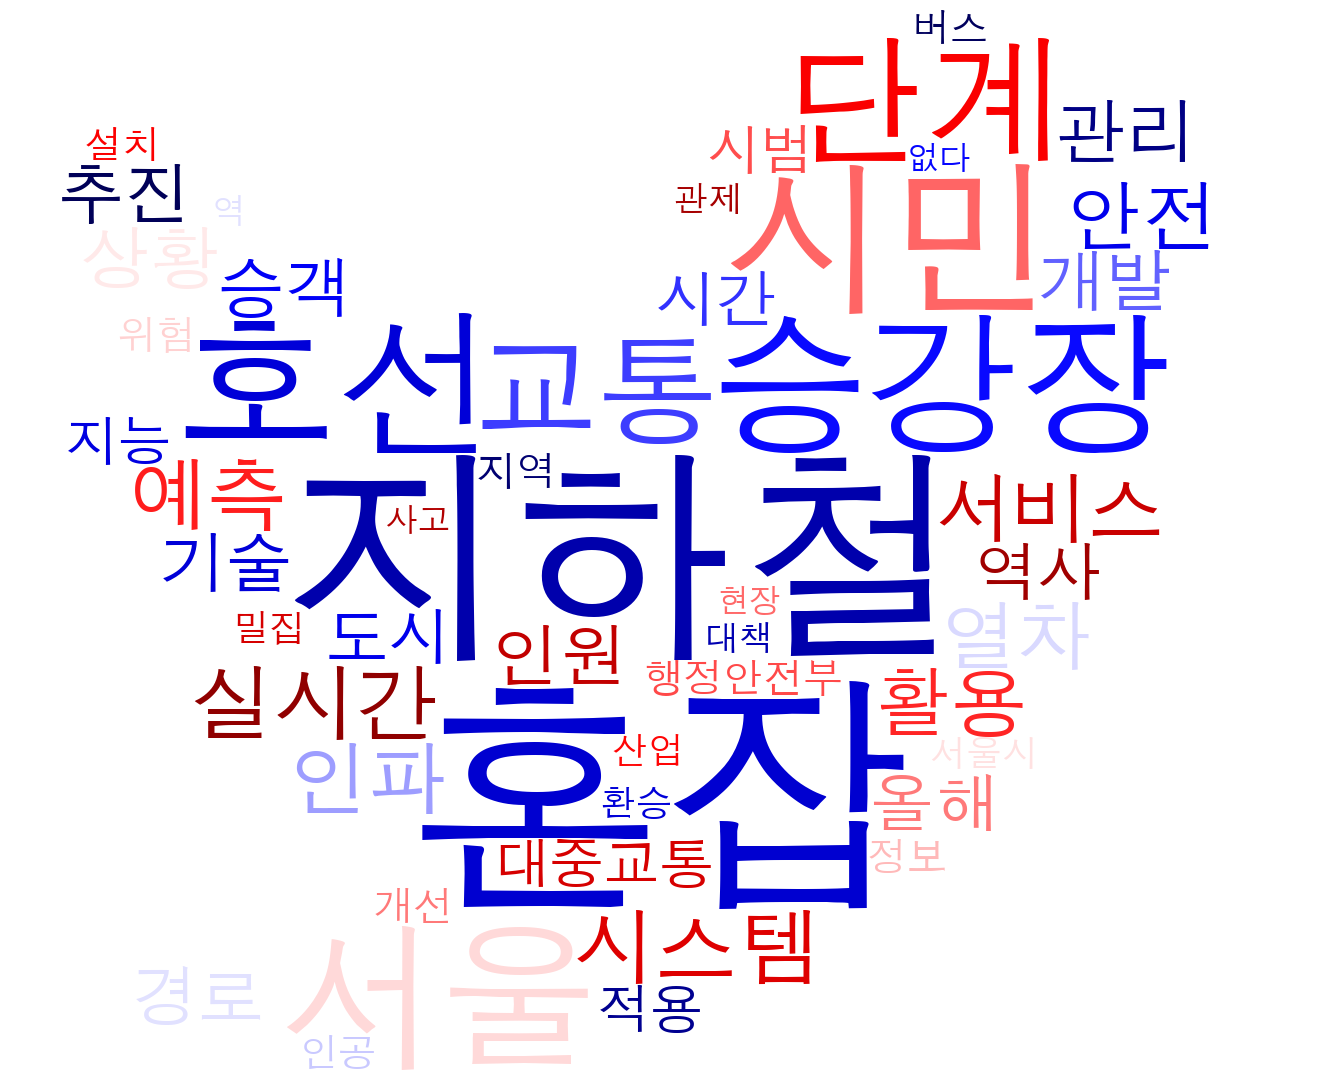 버스
단계
관리
설치
시범
없다
추진
관제
시민
안전
역
상황
개발
승객
시간
위험
호선
교통
승강장
지능
지역
예측
지하철
서비스
사고
기술
역사
현장
밀집
도시
대책
열차
인원
행정안전부
실시간
혼잡
활용
산업
서울시
인파
환승
올해
대중교통
정보
개선
시스템
서울
경로
적용
인공